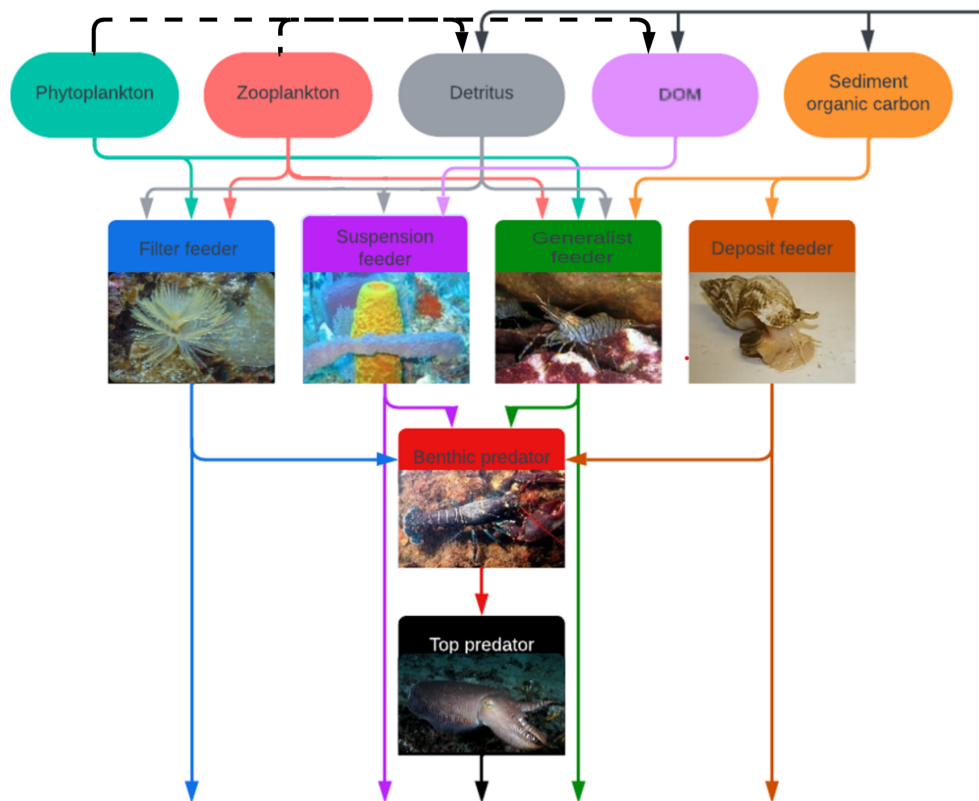 Phytoplankton
Zooplankton
Detritus
DOM
Sediment
organic carbon
Filter feeder
Suspension
feeder
Generalist
feeder
Deposit feeder
Benthic predator
Top predator